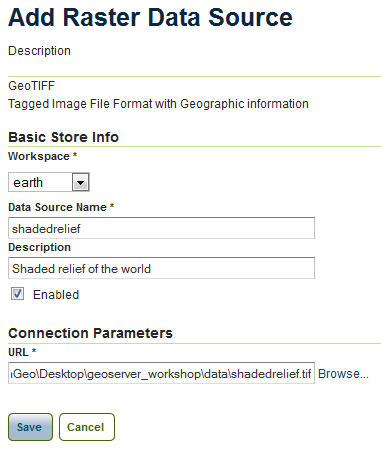 Add Raster Data Source
Description
GeoTIFF
Tagged Image File Format with Geographic information
Basic Store Info
Workspace *
earth
Data Source Name *
shadedrelief
Description
Shaded relief of the world
Enabled
Connection Parameters
URL *
Geo\Desktop\geoserver_workshop\data\shadedrelief.tif Browse...
Save Cancel